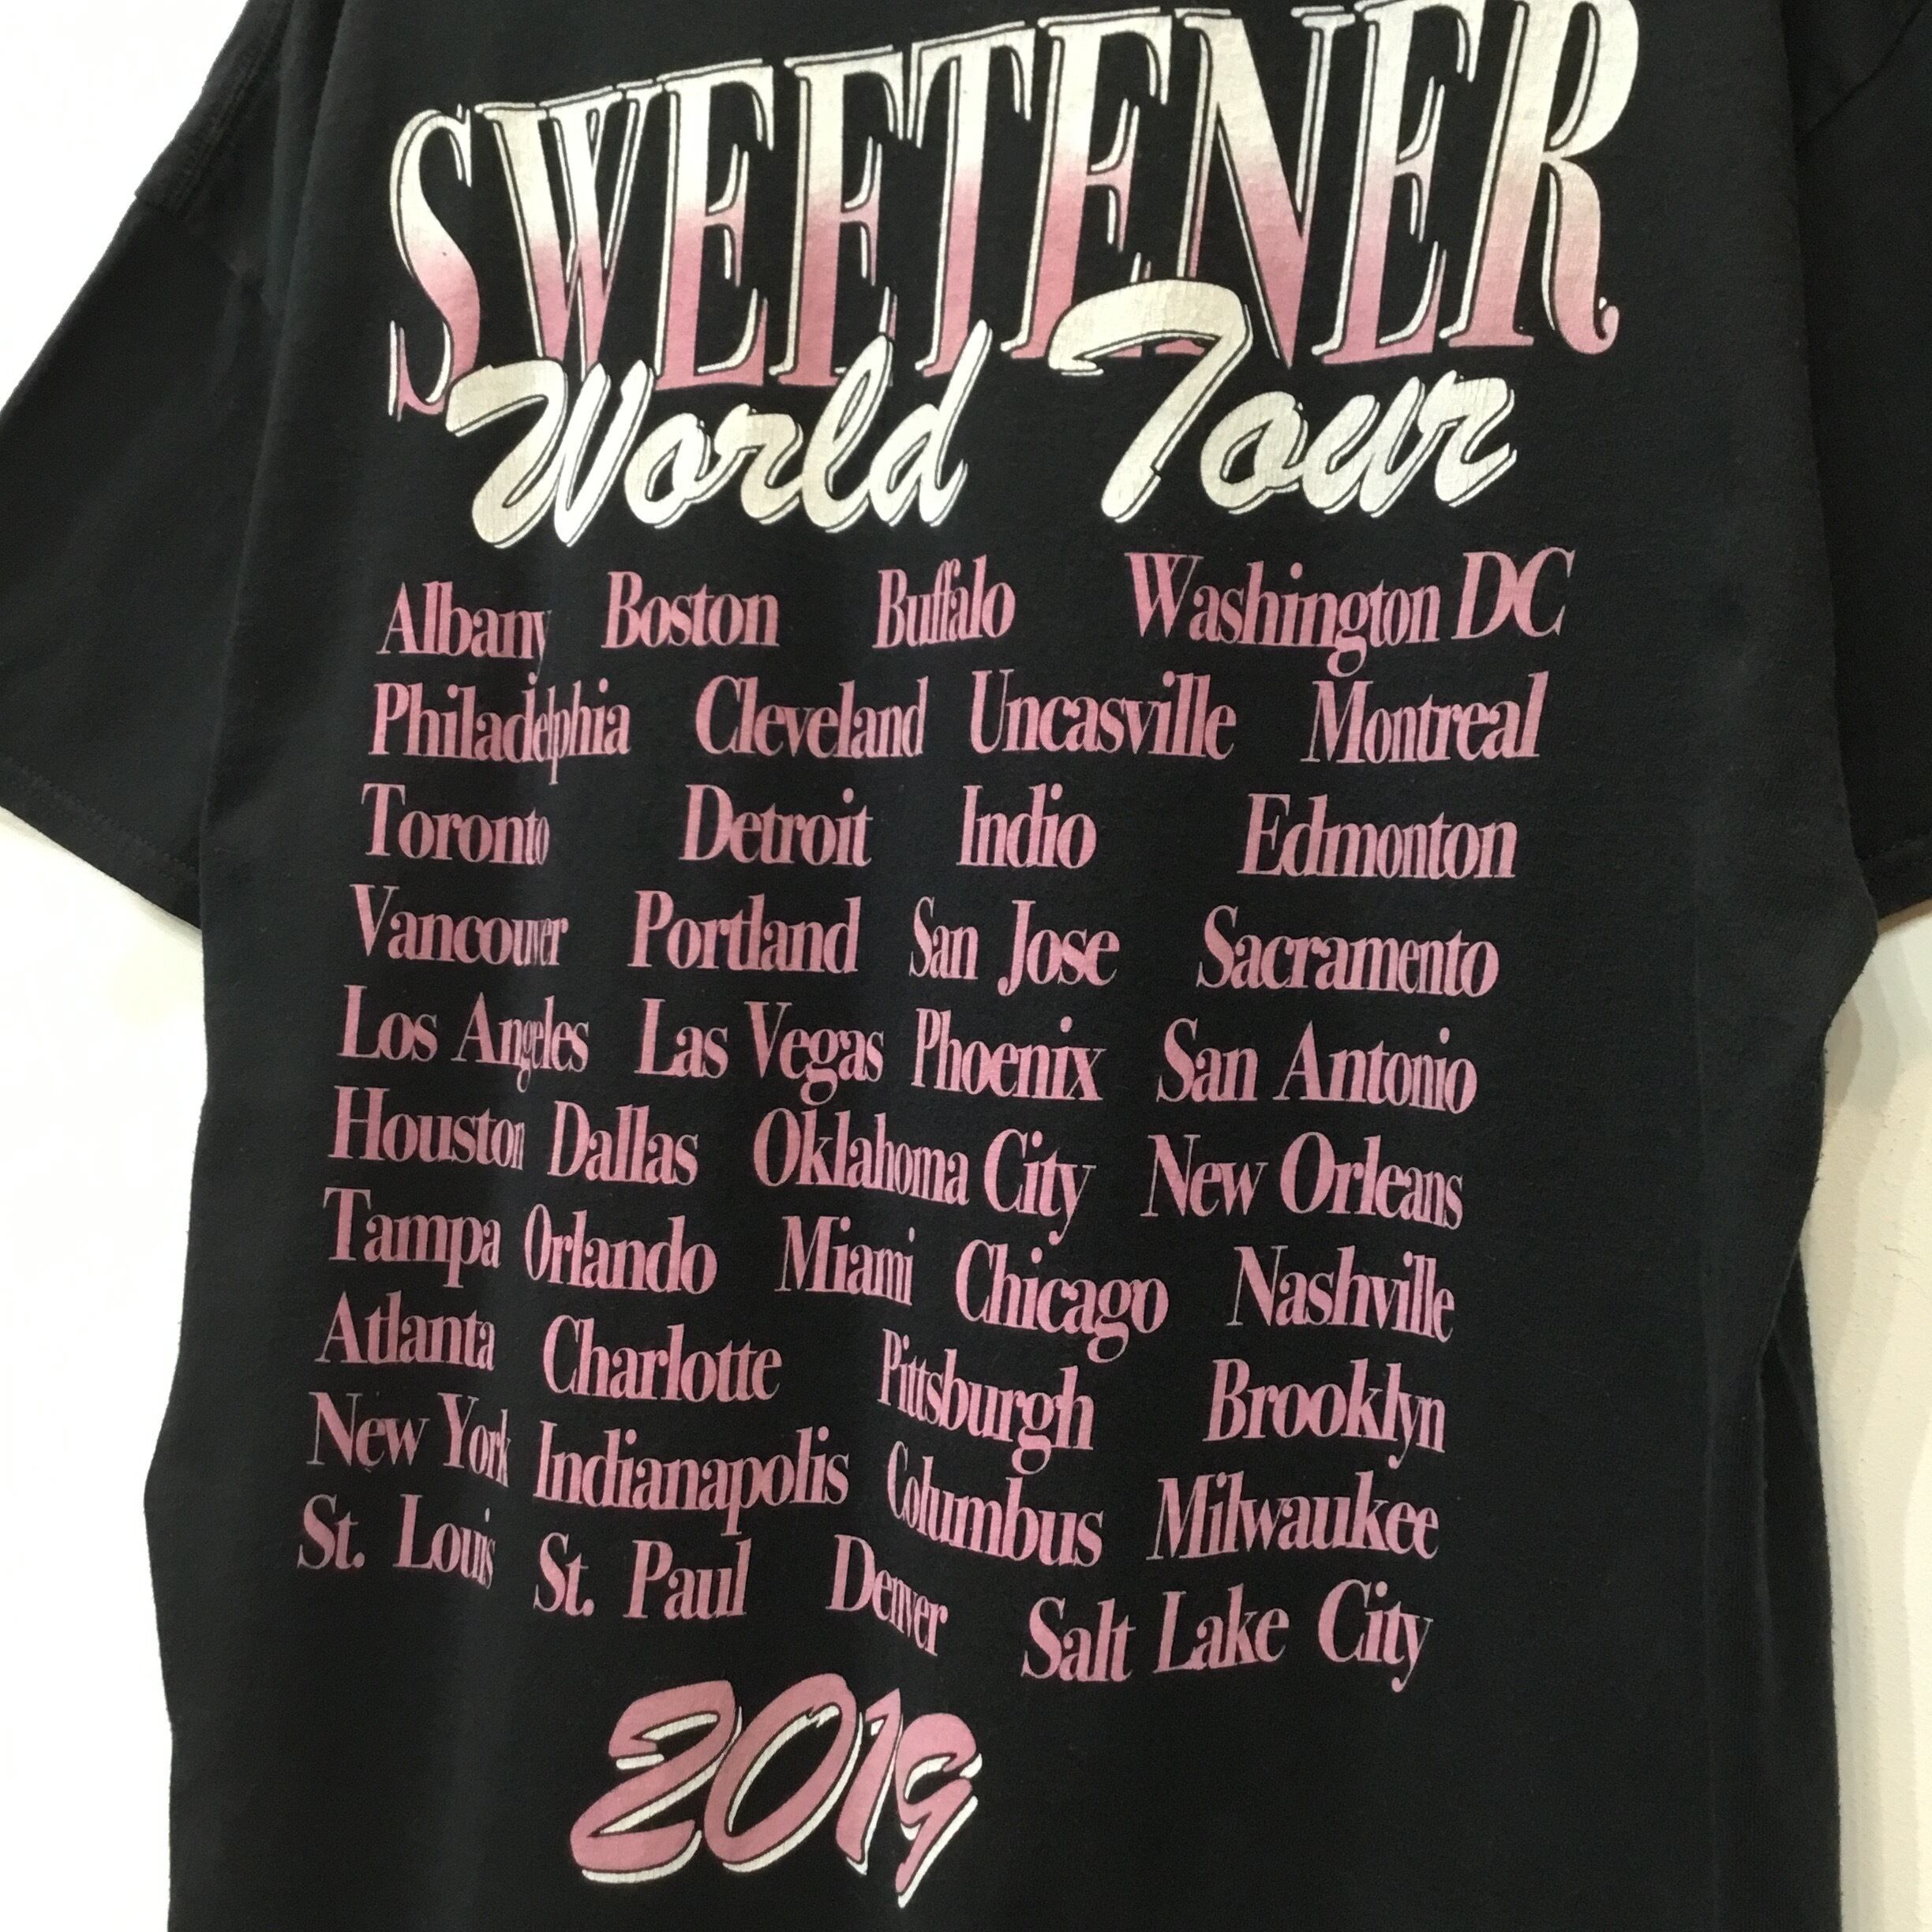 SWEETENER
World Tour
Albany Boston Buffalo Washington DC
Philadelphia Cleveland Uncasville Montreal
Toronto Detroit Indio Edmonton
Vancouver Portland San Jose Sacramento
Los Angeles Las Vegas Phoenix San Antonio
Houston Dallas Oklahoma City New Orleans
Tampa Orlando Miami Chicago Nashville
Atlanta Charlotte Pittsburgh Brooklyn
New York Indianapolis Columbus Milwaukee
St. Louis St. Paul Denver Salt Lake City
2019